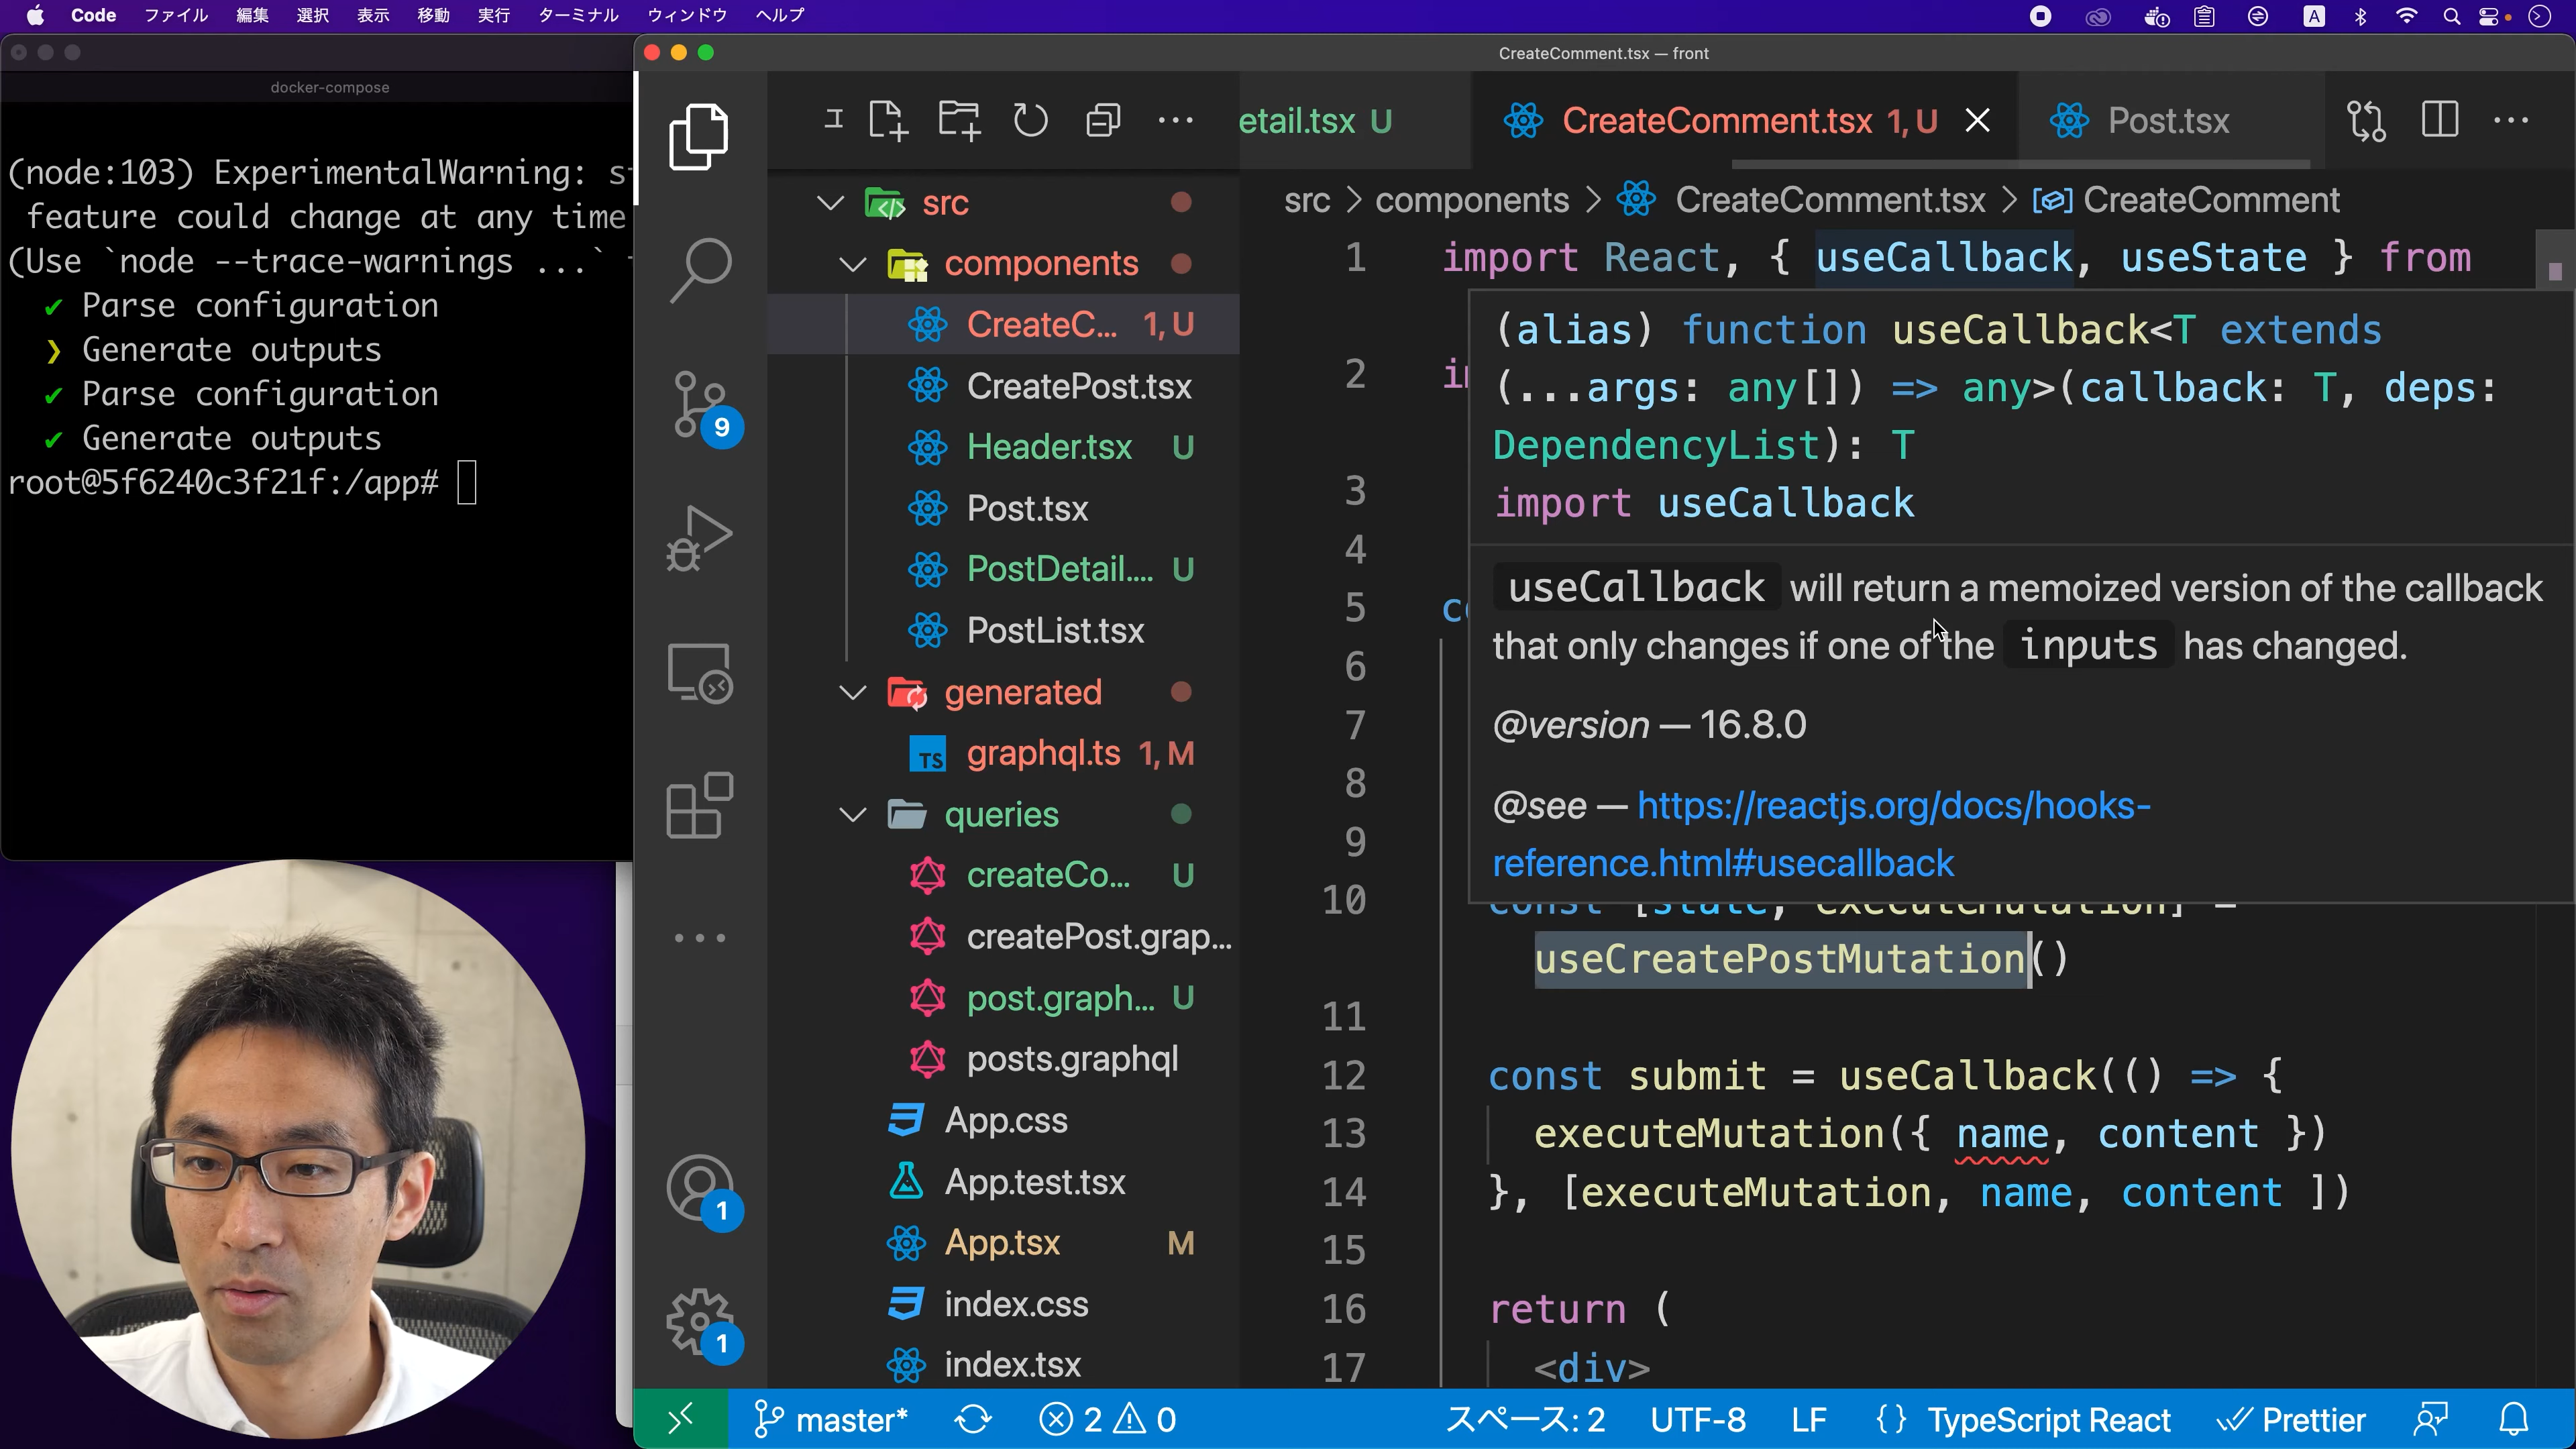 Code ファイル 編集 選択 表示 移動 実行 ターミナル ウィンドウ ヘルプ
A
docker-compose
(node:103) ExperimentalWarning: s
feature could change at any time
(Use `node --trace-warnings ...`
✔ Parse configuration
❯ Generate outputs
✔ Parse configuration
✔ Generate outputs
root@5f6240c3f21f:/app#
CreateComment.tsx — front
etail.tsx U
CreateComment.tsx 1, U
Post.tsx
src
components
CreateC... 1, U
CreatePost.tsx
Header.tsx U
Post.tsx
PostDetail.... U
PostList.tsx
generated
TS graphql.ts 1, M
queries
createCo... U
createPost.grap...
post.graph... U
posts.graphql
App.css
App.test.tsx
App.tsx M
index.css
index.tsx
9
1
1
src > components > CreateComment.tsx > CreateComment
1 import React, { useCallback, useState } from
(alias) function useCallback<T extends
(...args: any[]) => any>(callback: T, deps:
DependencyList): T
import useCallback
useCallback will return a memoized version of the callback
that only changes if one of the inputs has changed.
@version — 16.8.0
@see — https://reactjs.org/docs/hooks-
reference.html#usecallback
2
3
4
5
6
7
8
9
10 const [state, executeMutation] =
useCreatePostMutation()
11
12 const submit = useCallback(() => {
13 executeMutation({ name, content })
14 }, [executeMutation, name, content ])
15
16 return (
17 <div>
master* 2 0 スペース: 2 UTF-8 LF {} TypeScript React Prettier